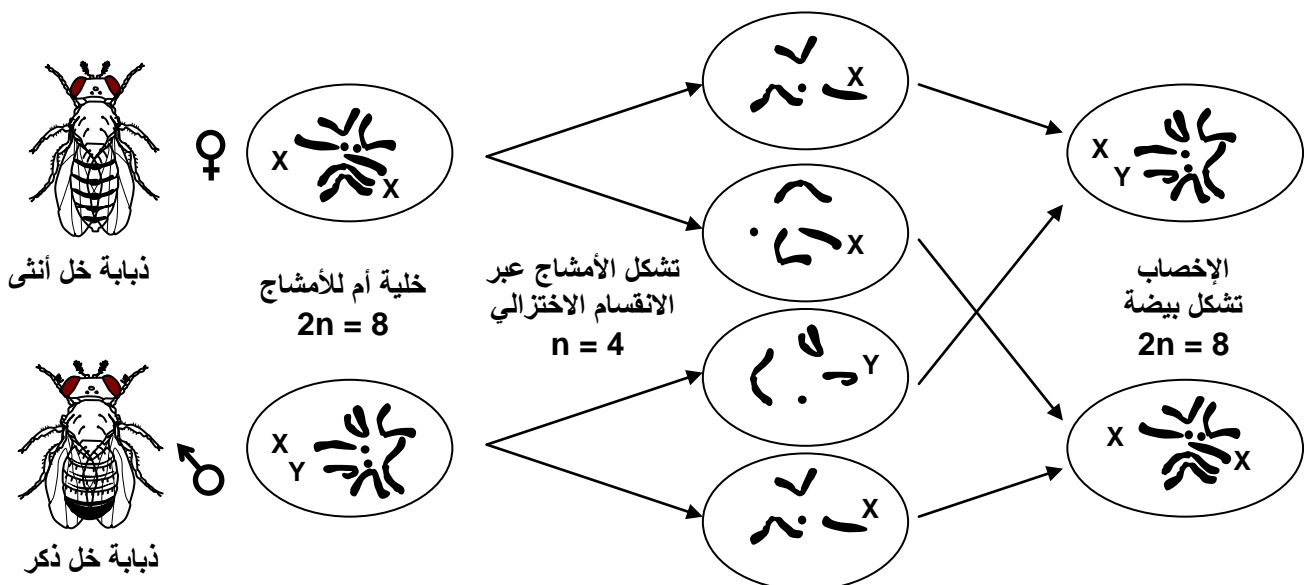 X
X
X
X
X
Y
ذبابة خل أنثى
♀
خلية أم للأمشاج
2n = 8
تشكل الأمشاج عبر
الانقسام الاختزالي
n = 4
الإخصاب
تشكل بيضة
2n = 8
ذبابة خل ذكر
♂
X
Y
Y
X
X
X